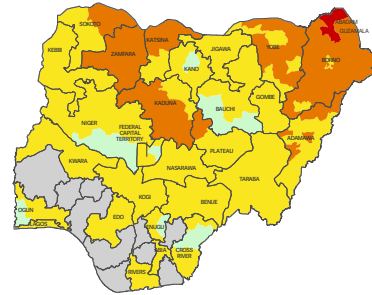 SOKOTO
ABADAM
GUZAMALA
KATSINA
KEBBI
ZAMFARA
JIGAWA
YOBE
BORNO
KANO
KADUNA
GOMBE
BAUCHI
NIGER
FEDERAL
CAPITAL
TERRITORY
ADAMAWA
PLATEAU
KWARA
NASARAWA
TARABA
KOGI
BENUE
OGUN
EDO
LAGOS
ENUGU
ABIA
CROSS
RIVER
RIVERS